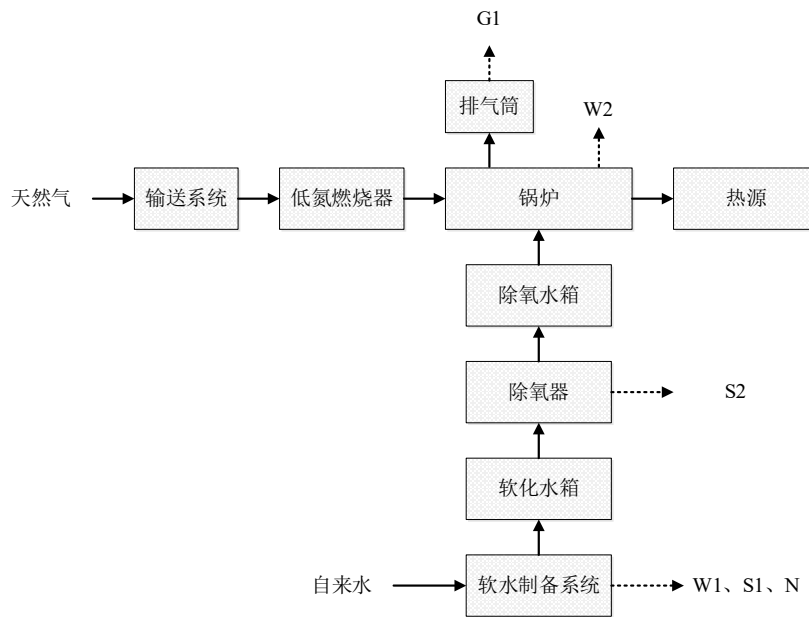 G1
排气筒
W2
天然气
输送系统
低氮燃烧器
锅炉
热源
除氧水箱
除氧器
S2
软化水箱
自来水
软水制备系统
W1、S1、N